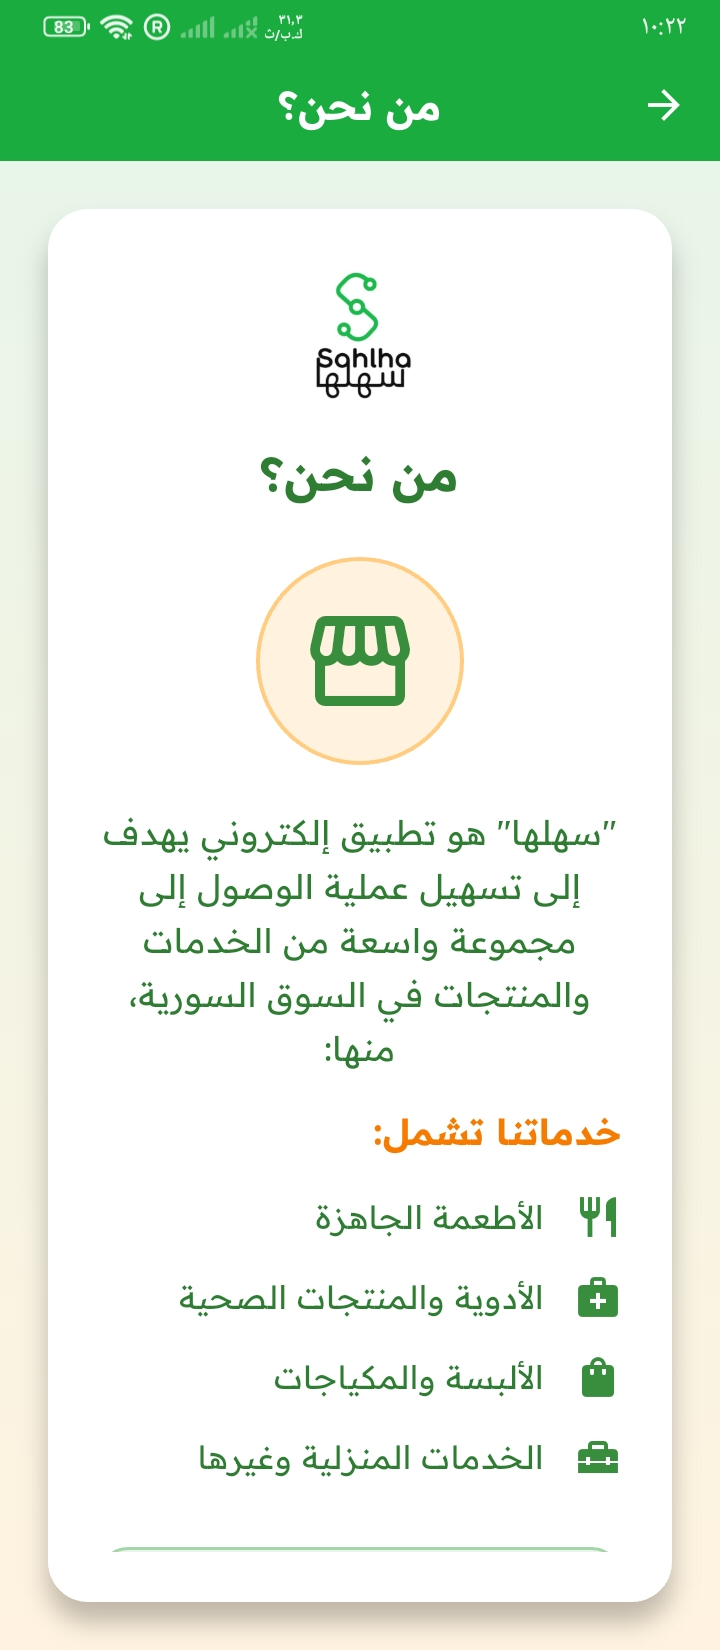 ١٠:٢٢
٣١,٣
ك.ب/ث
R
83
من نحن؟
Sahlha
سهلها
من نحن؟
"سهلها" هو تطبيق إلكتروني يهدف
إلى تسهيل عملية الوصول إلى
مجموعة واسعة من الخدمات
والمنتجات في السوق السورية،
منها:
خدماتنا تشمل:
الأطعمة الجاهزة
الأدوية والمنتجات الصحية
الألبسة والمكياجات
الخدمات المنزلية وغيرها